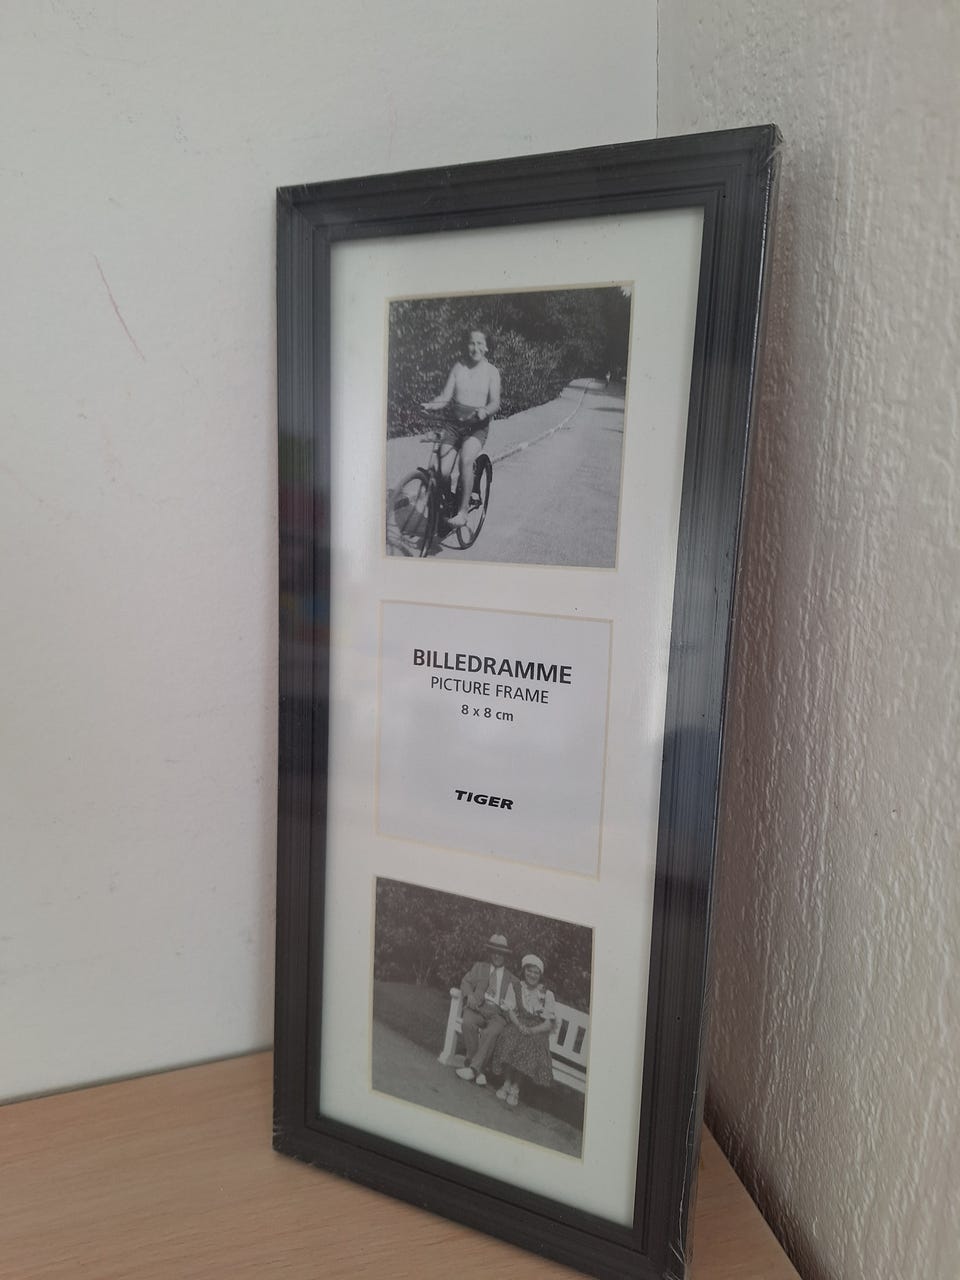 BILLEDRAMME
PICTURE FRAME
8 x 8 cm
TIGER